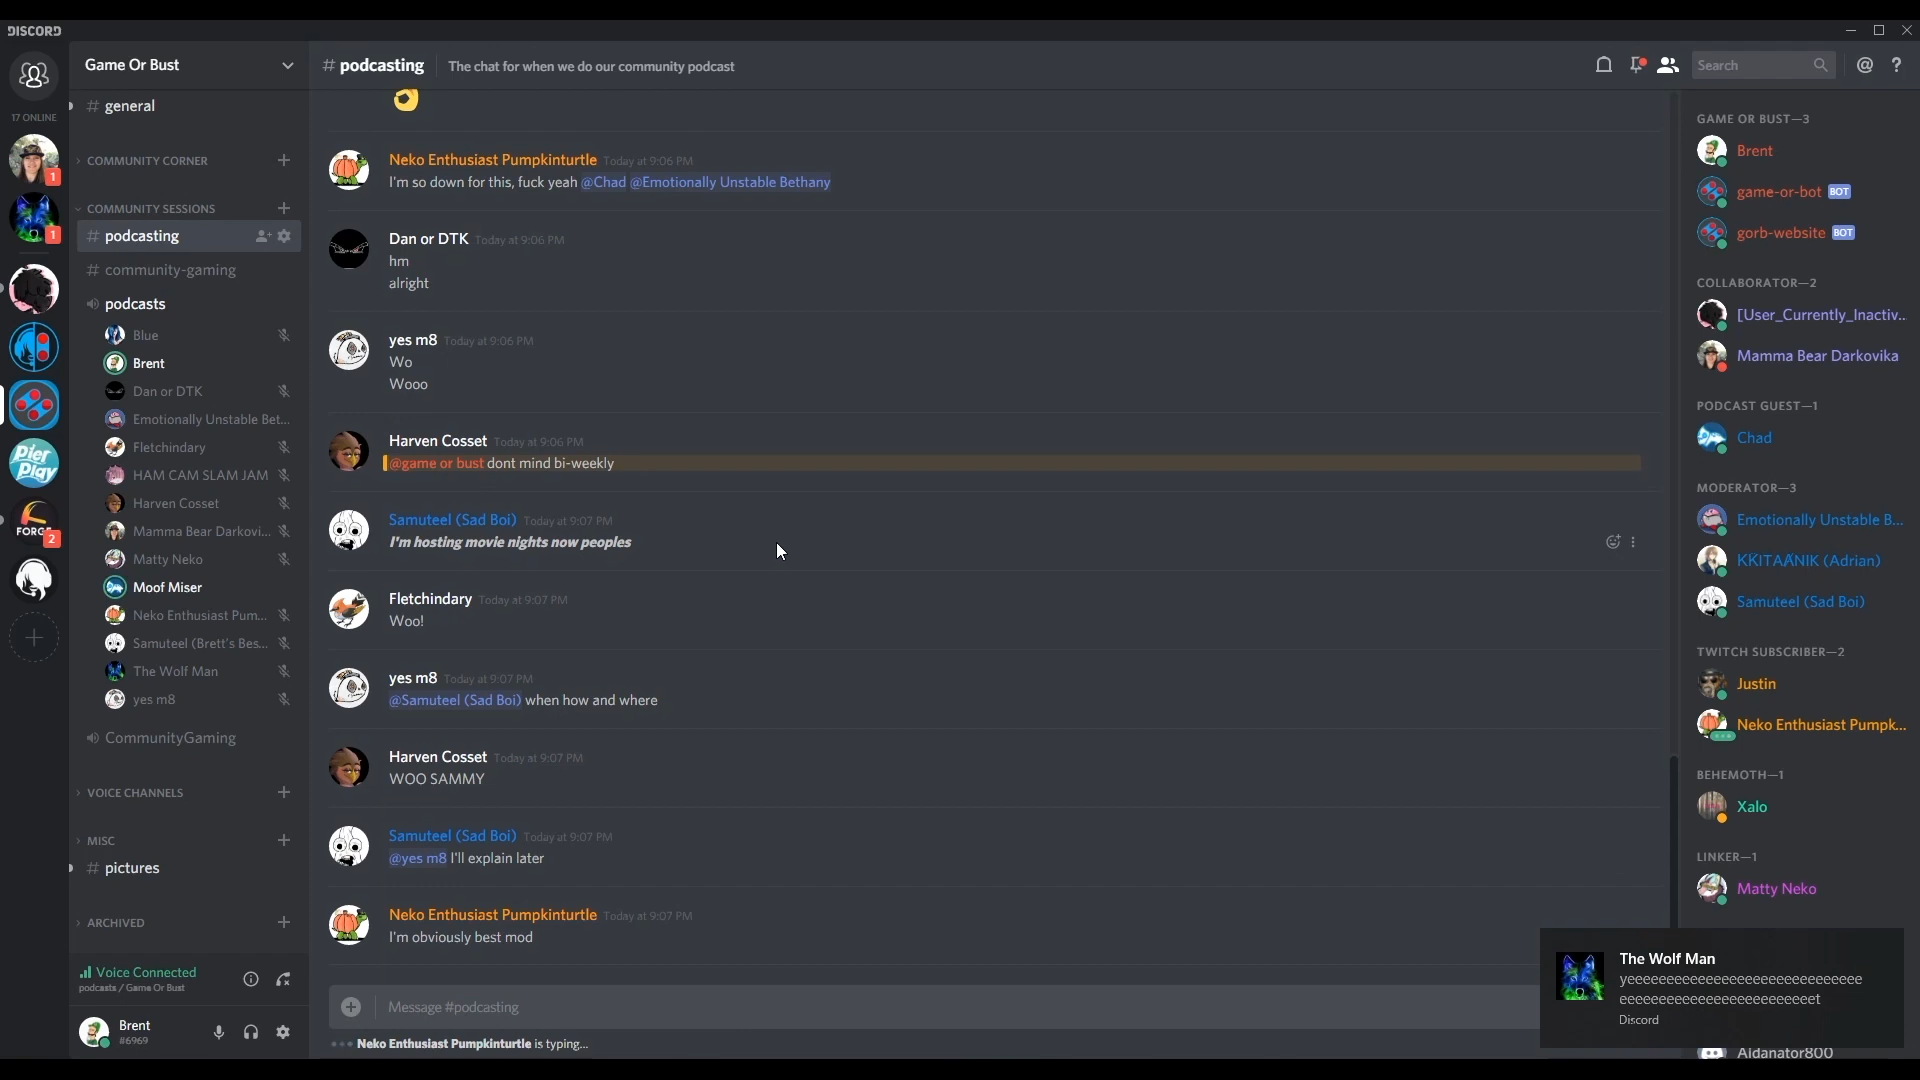 DISCORD
Game Or Bust
# podcasting
The chat for when we do our community podcast
Search
@
?
17 ONLINE
1
1
Pier
Play
FORGE
2
# general
COMMUNITY CORNER
COMMUNITY SESSIONS
# podcasting
# community-gaming
podcasts
Blue
Brent
Dan or DTK
Emotionally Unstable Bet...
Fletchindary
HAM CAM SLAM JAM
Harven Cosset
Mamma Bear Darkovi...
Matty Neko
Moof Miser
Neko Enthusiast Pum...
Samuteel (Brett's Bes...
The Wolf Man
yes m8
CommunityGaming
VOICE CHANNELS
MISC
# pictures
ARCHIVED
Voice Connected
podcasts / Game Or Bust
Brent
#6969
Neko Enthusiast Pumpkinturtle Today at 9:06 PM
I'm so down for this, fuck yeah @Chad @Emotionally Unstable Bethany
Dan or DTK Today at 9:06 PM
hm
alright
yes m8 Today at 9:06 PM
Wo
Wooo
Harven Cosset Today at 9:06 PM
@game or bust dont mind bi-weekly
Samuteel (Sad Boi) Today at 9:07 PM
I'm hosting movie nights now peoples
Fletchindary Today at 9:07 PM
Woo!
yes m8 Today at 9:07 PM
@Samuteel (Sad Boi) when how and where
Harven Cosset Today at 9:07 PM
WOO SAMMY
Samuteel (Sad Boi) Today at 9:07 PM
@yes m8 I'll explain later
Neko Enthusiast Pumpkinturtle Today at 9:07 PM
I'm obviously best mod
Message #podcasting
Neko Enthusiast Pumpkinturtle is typing...
GAME OR BUST—3
Brent
game-or-bot BOT
gorb-website BOT
COLLABORATOR—2
[User_Currently_Inactiv...
Mamma Bear Darkovika
PODCAST GUEST—1
Chad
MODERATOR—3
Emotionally Unstable B...
(Adrian)
Samuteel (Sad Boi)
TWITCH SUBSCRIBER—2
Justin
Neko Enthusiast Pumpk...
BEHEMOTH—1
Xalo
LINKER—1
Matty Neko
The Wolf Man
yeeeeeeeeeeeeeeeeeeeeeeeeeeeeee
eeeeeeeeeeeeeeeeeeeeeeeeet
Discord
Aldanator800